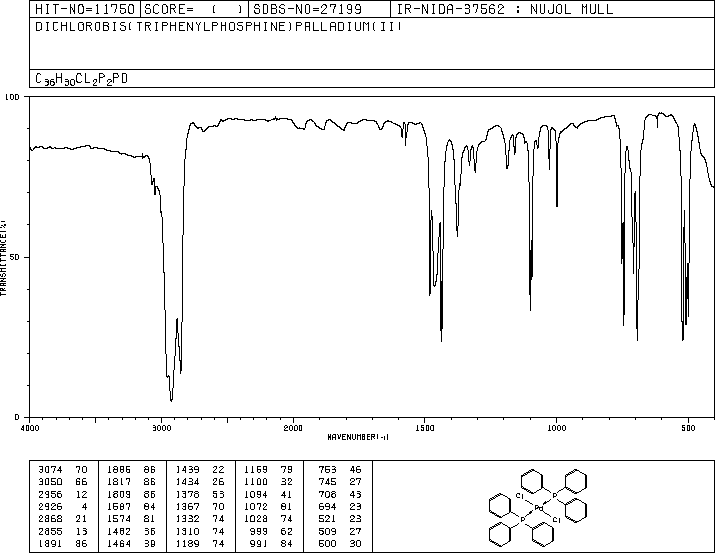 HIT-NO=11750 SCORE= ( ) SDBS-NO=27199 IR-NIDA-37562 : NUJOL MULL
DICHLOROBIS(TRIPHENYLPHOSPHINE)PALLADIUM(II)
C36H30CL2P2PD
100
50
0
TRANSMITTANCE(%)
4000 3000 2000 1500 1000 500
WAVENUMBER(-1)
3074 70 1886 86 1439 22 1159 79 753 46
3050 66 1817 86 1434 26 1100 32 745 27
2956 12 1809 86 1378 53 1094 41 708 43
2926 4 1587 84 1367 70 1072 81 694 23
2868 21 1574 81 1332 74 1028 74 521 23
2855 13 1482 36 1310 74 999 62 509 27
1891 86 1464 39 1189 74 991 84 500 30
Cl P
Pd
P Cl